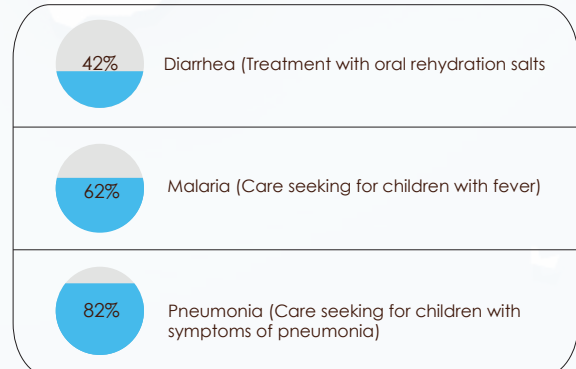 42%
Diarrhea (Treatment with oral rehydration salts
62%
Malaria (Care seeking for children with fever)
82%
Pneumonia (Care seeking for children with
symptoms of pneumonia)